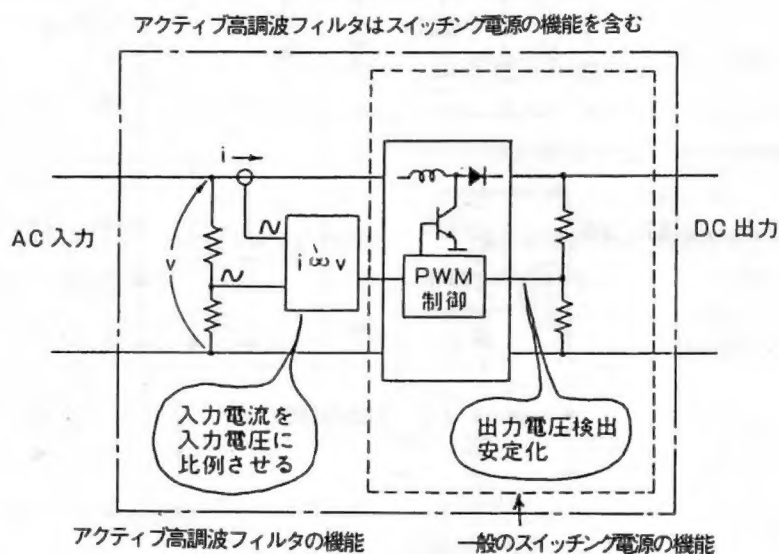 アクティブ高調波フィルタはスイッチング電源の機能を含む
i →
AC 入力
v
i ∝ v
PWM
制御
DC 出力
入力電流を
入力電圧に
比例させる
出力電圧検出
安定化
アクティブ高調波フィルタの機能
一般のスイッチング電源の機能